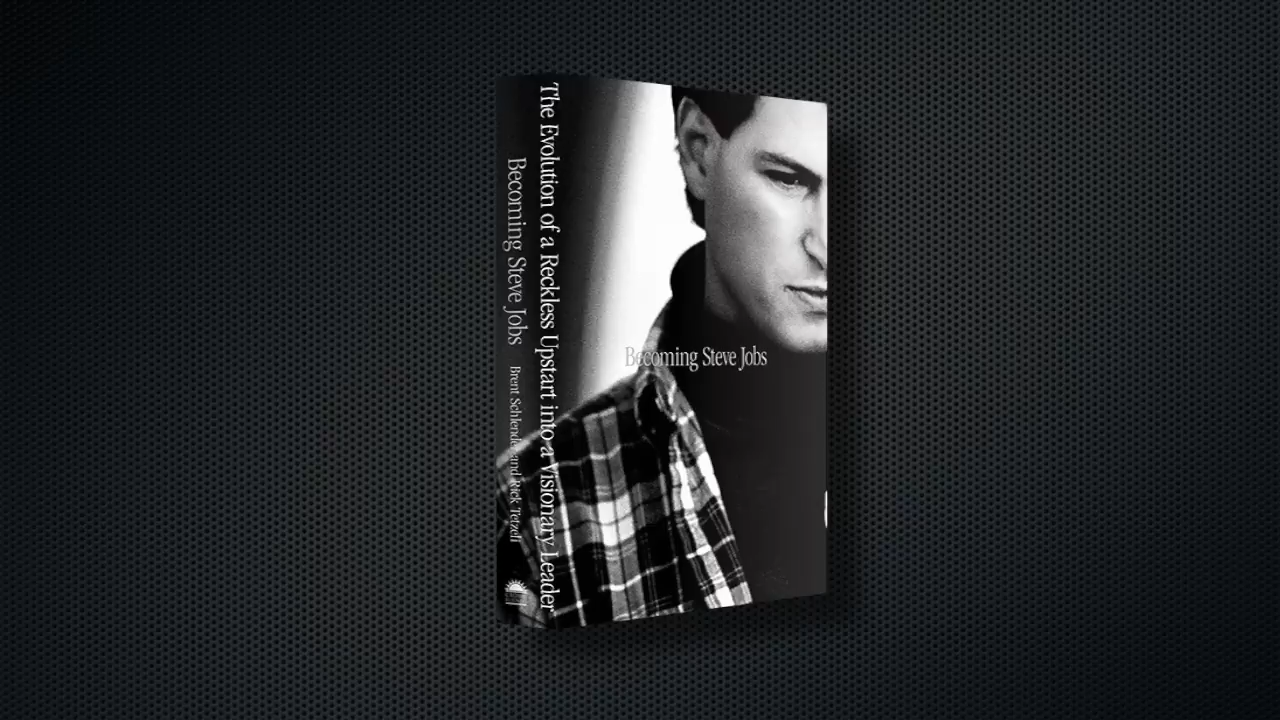 The Evolution of a Reckless Upstart into a Visionary Leader
Becoming Steve Jobs
Brent Schlender and Rick Tetzeli
Becoming Steve Jobs